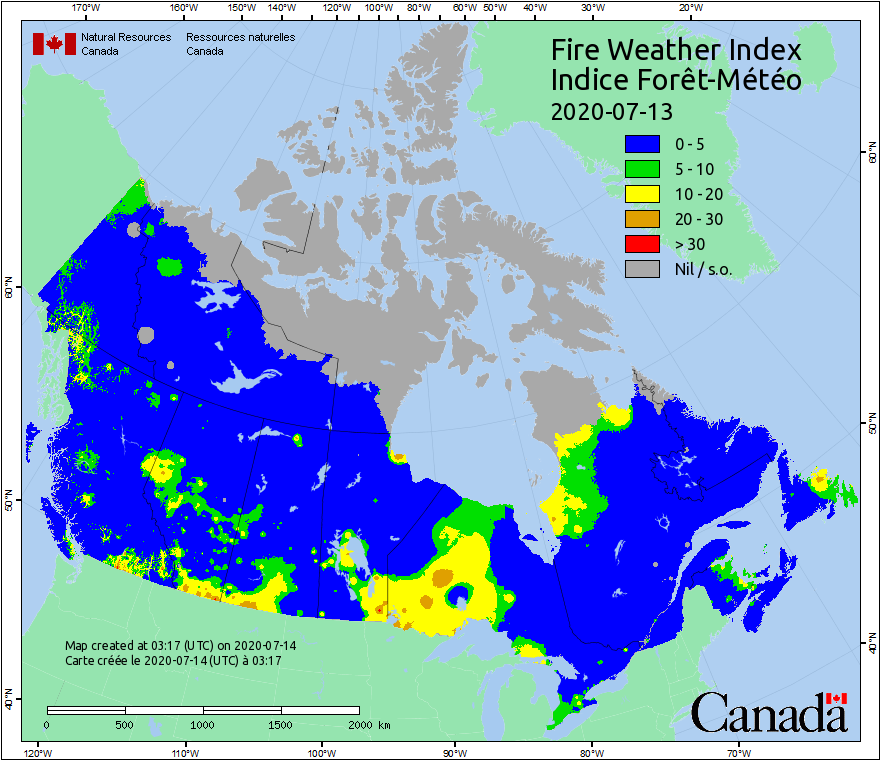 170°W 160°W 150°W 140°W 130°W 120°W 110°W 100°W 90°W 80°W 60°W 50°W 40°W 30°W 20°W
Natural Resources Ressources naturelles
Canada Canada
Fire Weather Index
Indice Forêt-Météo
2020-07-13
0 - 5
5 - 10
10 - 20
20 - 30
> 30
Nil / s.o.
60°N
60°N
50°N
50°N
40°N
40°N
Map created at 03:17 (UTC) on 2020-07-14
Carte créée le 2020-07-14 (UTC) à 03:17
0 500 1000 1500 2000 km
Canada
120°W 110°W 100°W 90°W 80°W 70°W